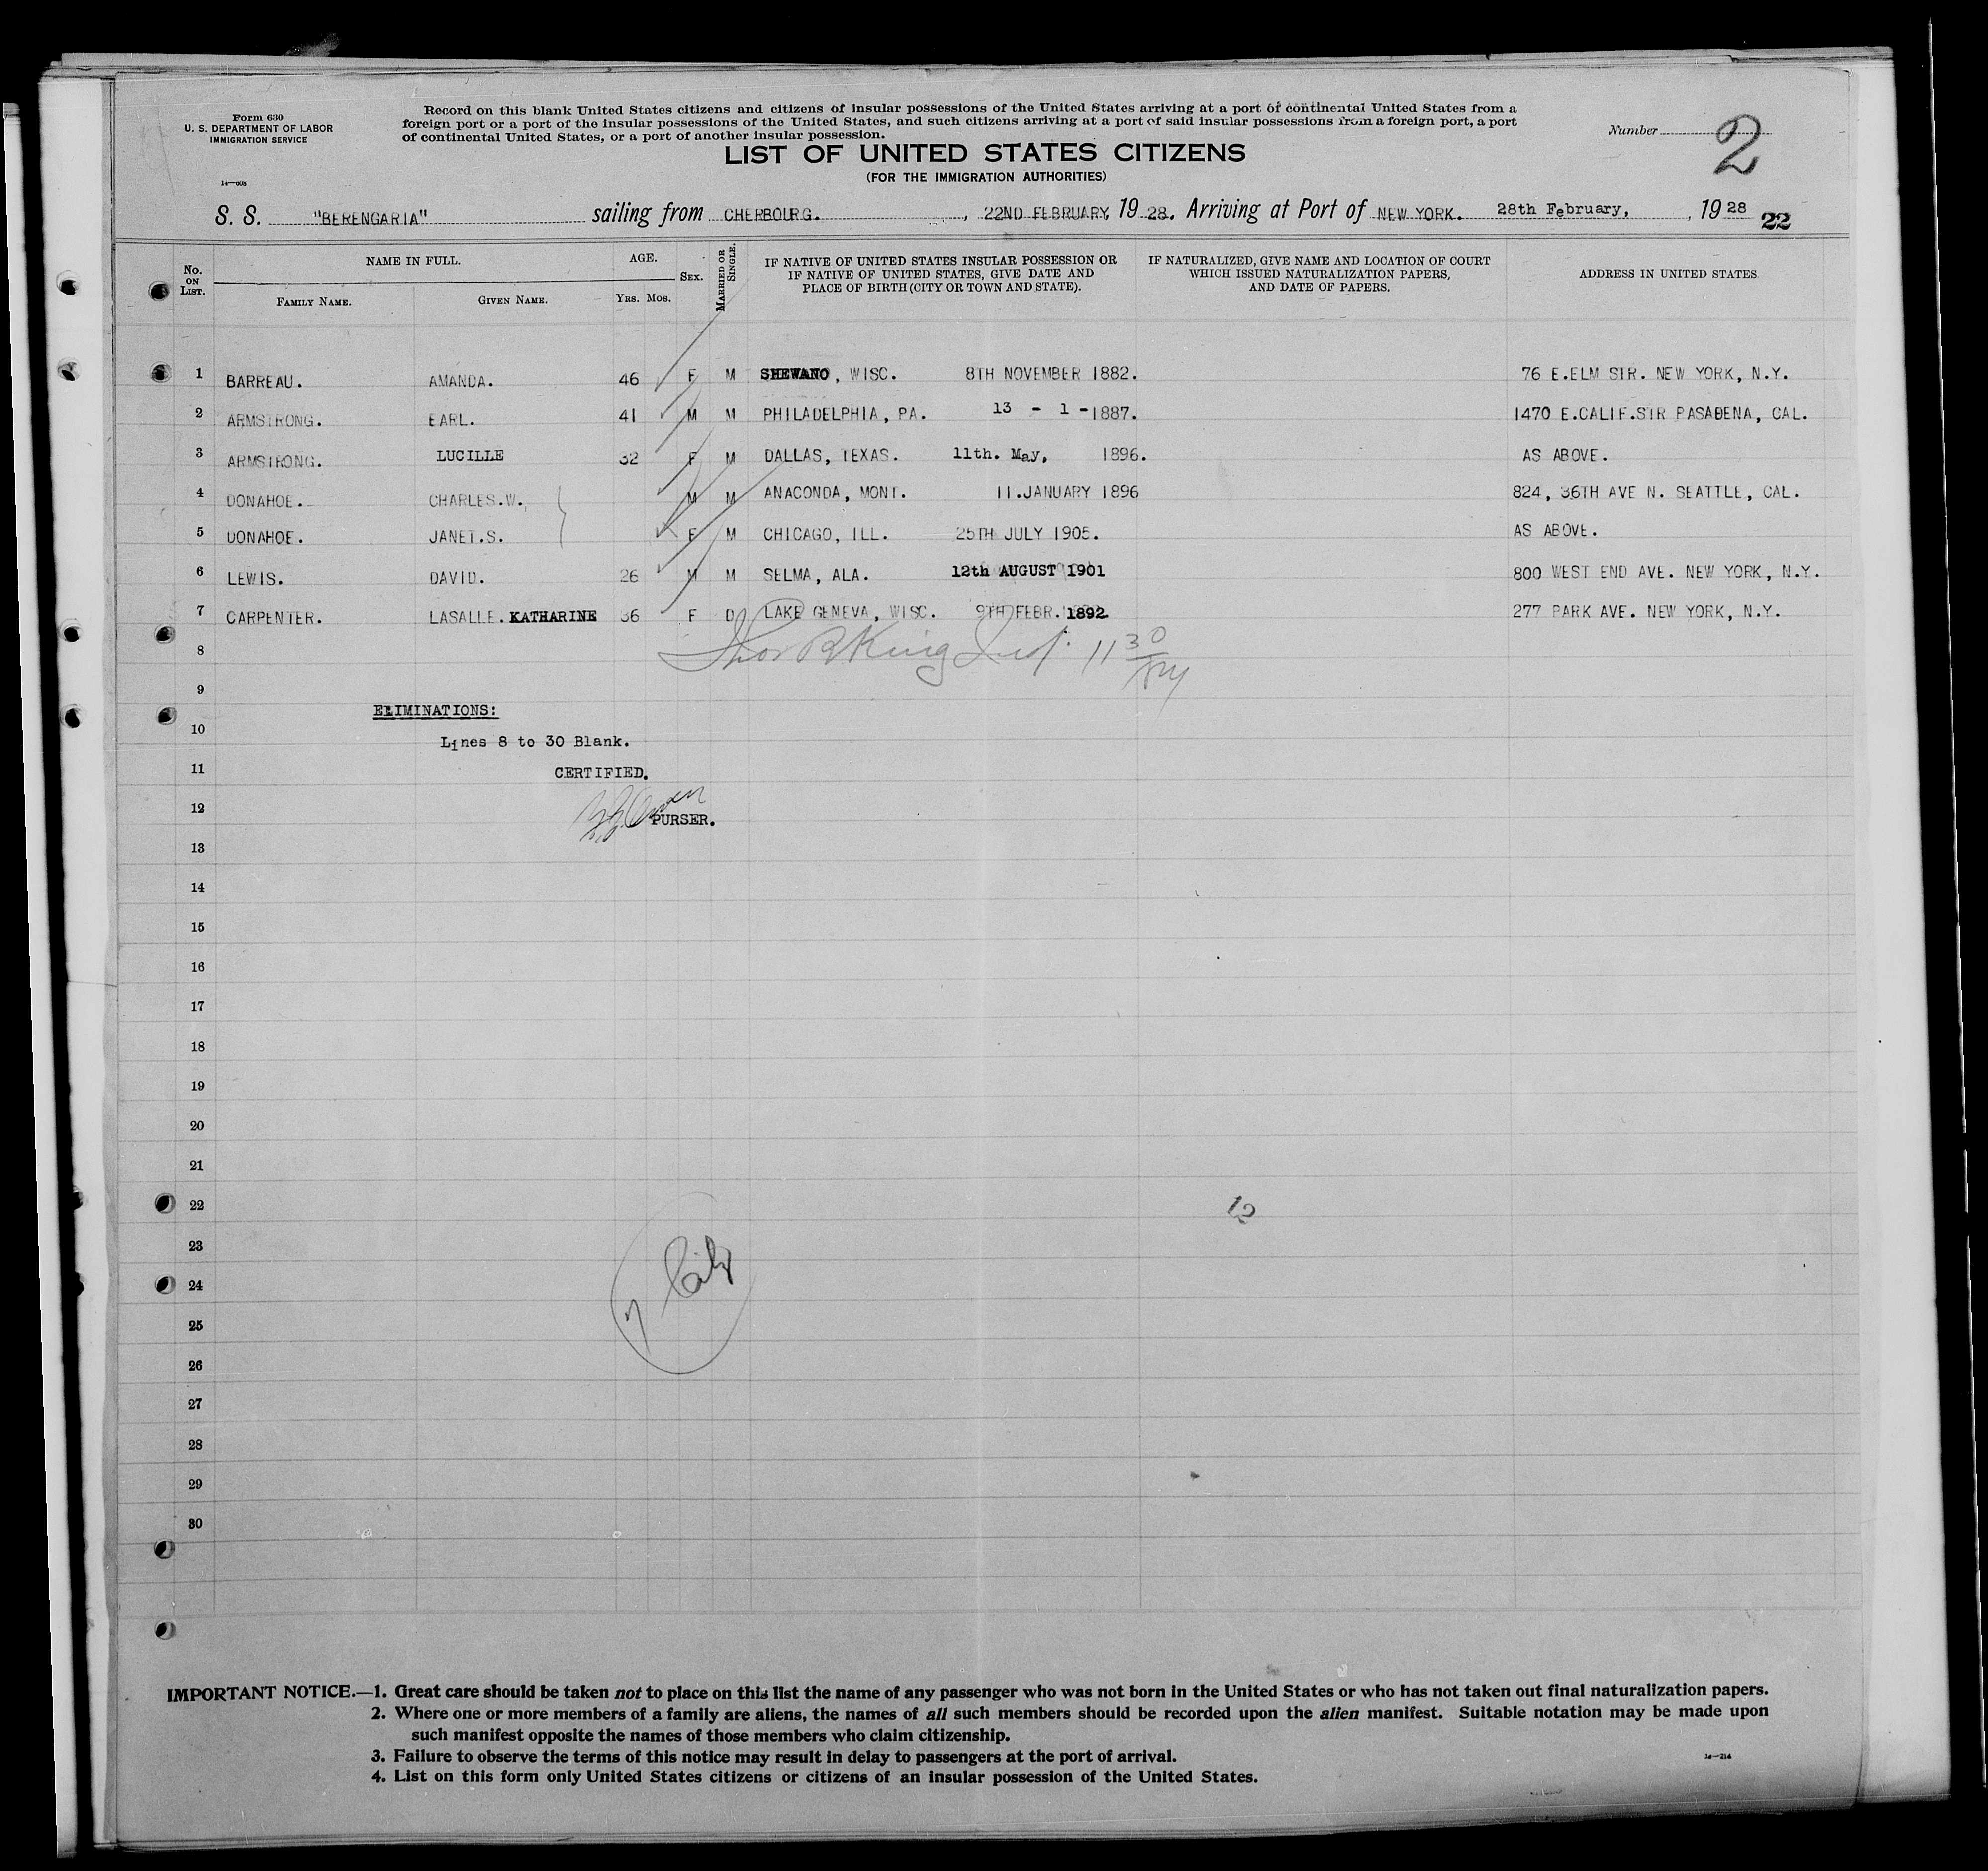 Form 630
U. S. DEPARTMENT OF LABOR
IMMIGRATION SERVICE
14—608
Record on this blank United States citizens and citizens of insular possessions of the United States arriving at a port of continental United States from a
foreign port or a port of the insular possessions of the United States, and such citizens arriving at a port of said insular possessions from a foreign port, a port
of continental United States, or a port of another insular possession.
Number 2
LIST OF UNITED STATES CITIZENS
(FOR THE IMMIGRATION AUTHORITIES)
S. S. "BERENGARIA" sailing from CHERBOURG. , 22ND FEBRUARY, 19 28. Arriving at Port of NEW YORK. 28th February, , 19 28
22
No. ON LIST. NAME IN FULL. FAMILY NAME. GIVEN NAME. AGE. YRS. MOS. SEX. MARRIED OR SINGLE. IF NATIVE OF UNITED STATES INSULAR POSSESSION OR IF NATIVE OF UNITED STATES, GIVE DATE AND PLACE OF BIRTH (CITY OR TOWN AND STATE). IF NATURALIZED, GIVE NAME AND LOCATION OF COURT WHICH ISSUED NATURALIZATION PAPERS, AND DATE OF PAPERS. ADDRESS IN UNITED STATES
1 BARREAU. AMANDA. 46 F M SHEWANO, WISC. 8TH NOVEMBER 1882. 76 E.ELM STR. NEW YORK, N.Y.
2 ARMSTRONG. EARL. 41 M M PHILADELPHIA, PA. 13 - 1 -1887. 1470 E.CALIF.STR PASADENA, CAL.
3 ARMSTRONG. LUCILLE 32 F M DALLAS, TEXAS. 11th. May, 1896. AS ABOVE.
4 DONAHOE. CHARLES.W. M M ANACONDA, MONT. 11.JANUARY 1896 824, 36TH AVE N. SEATTLE, CAL.
5 DONAHOE. JANET.S. F M CHICAGO, ILL. 25TH JULY 1905. AS ABOVE.
6 LEWIS. DAVID. 26 M M SELMA, ALA. 12th AUGUST 1901 800 WEST END AVE. NEW YORK, N.Y.
7 CARPENTER. LASALLE. KATHARINE 36 F D LAKE GENEVA, WISC. 9TH FEBR. 1892 277 PARK AVE. NEW YORK, N.Y.
8 Thos R King Insp. 11 30
9
ELIMINATIONS:
10
Lines 8 to 30 Blank.
11
CERTIFIED.
12
PURSER.
13
14
15
16
17
18
19
20
21
22 12
23
24
7 Citz
25
26
27
28
29
30
IMPORTANT NOTICE.—1. Great care should be taken not to place on this list the name of any passenger who was not born in the United States or who has not taken out final naturalization papers.
2. Where one or more members of a family are aliens, the names of all such members should be recorded upon the alien manifest. Suitable notation may be made upon
such manifest opposite the names of those members who claim citizenship.
3. Failure to observe the terms of this notice may result in delay to passengers at the port of arrival.
14—214
4. List on this form only United States citizens or citizens of an insular possession of the United States.